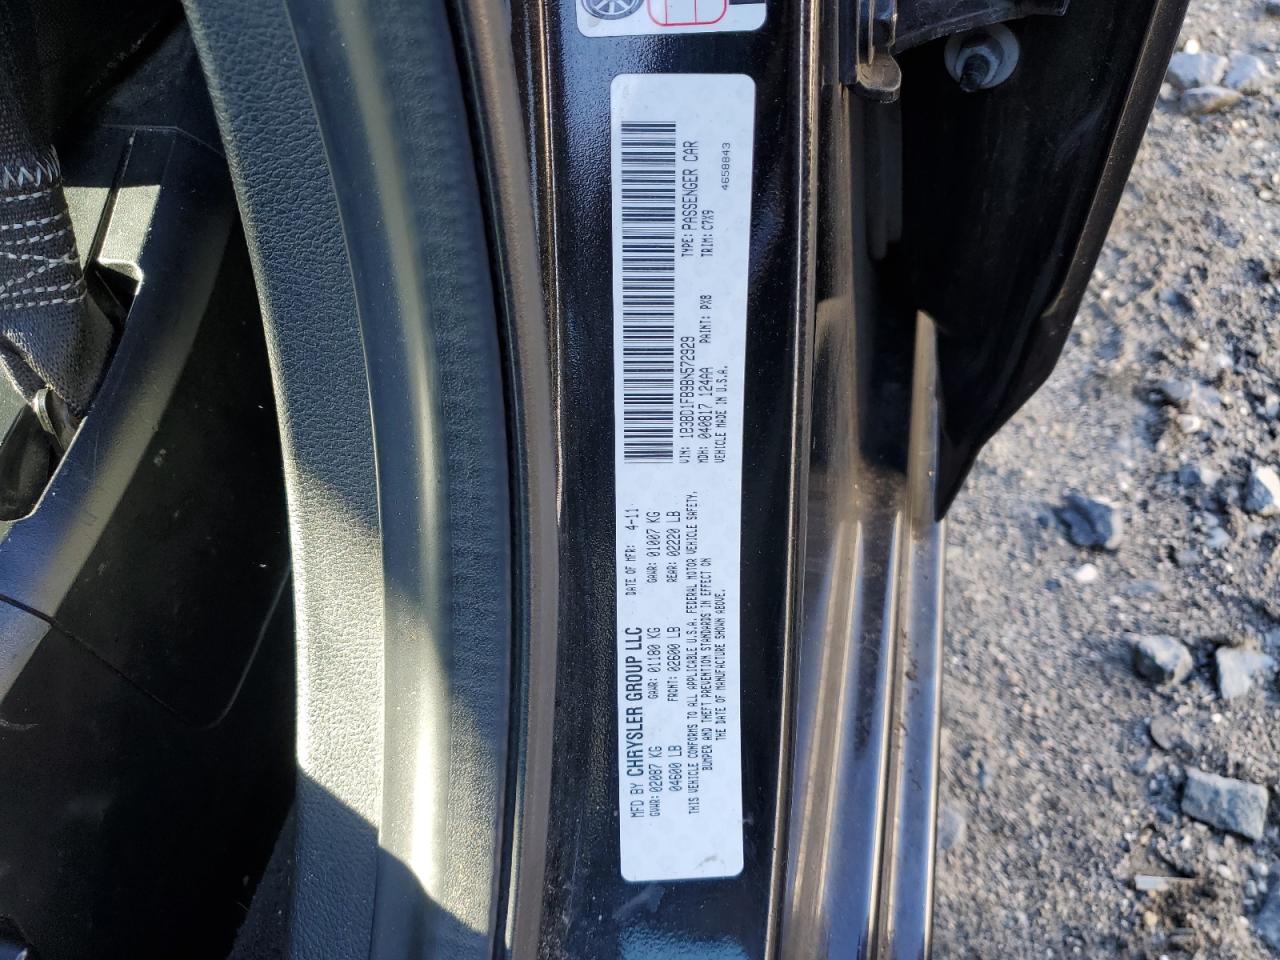 MFD BY CHRYSLER GROUP LLC DATE OF MFR: 4-11
GVWR: 02087 KG GAWR: 01180 KG GAWR: 01007 KG
04600 LB FRONT: 02600 LB REAR: 02220 LB
THIS VEHICLE CONFORMS TO ALL APPLICABLE U.S.A. FEDERAL MOTOR VEHICLE SAFETY,
BUMPER AND THEFT PREVENTION STANDARDS IN EFFECT ON
THE DATE OF MANUFACTURE SHOWN ABOVE.
VIN: 1B3BD1FB9BN572929 TYPE: PASSENGER CAR
MDH: 040817 124AA PAINT: PX8 TRIM: C7X9
VEHICLE MADE IN U.S.A. 4658843